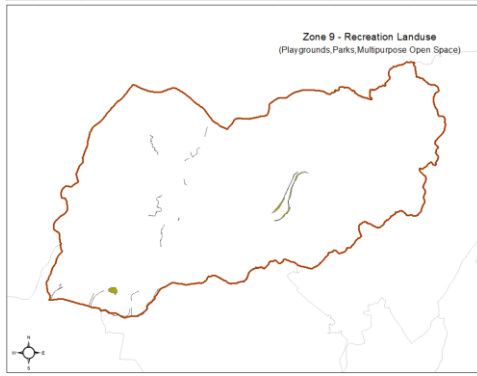 Zone 9 - Recreation Landuse
(Playgrounds,Parks,Multipurpose Open Space)
N
W E
S